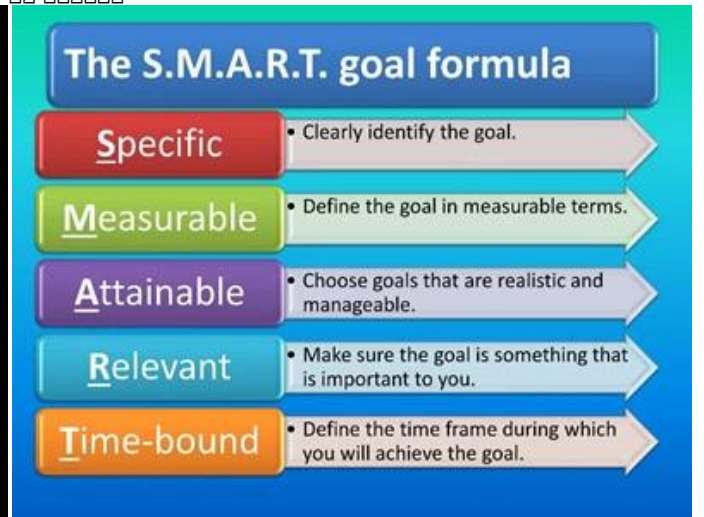 The S.M.A.R.T. goal formula
Specific
• Clearly identify the goal.
Measurable
• Define the goal in measurable terms.
Attainable
• Choose goals that are realistic and
manageable.
Relevant
• Make sure the goal is something that
is important to you.
Time-bound
• Define the time frame during which
you will achieve the goal.